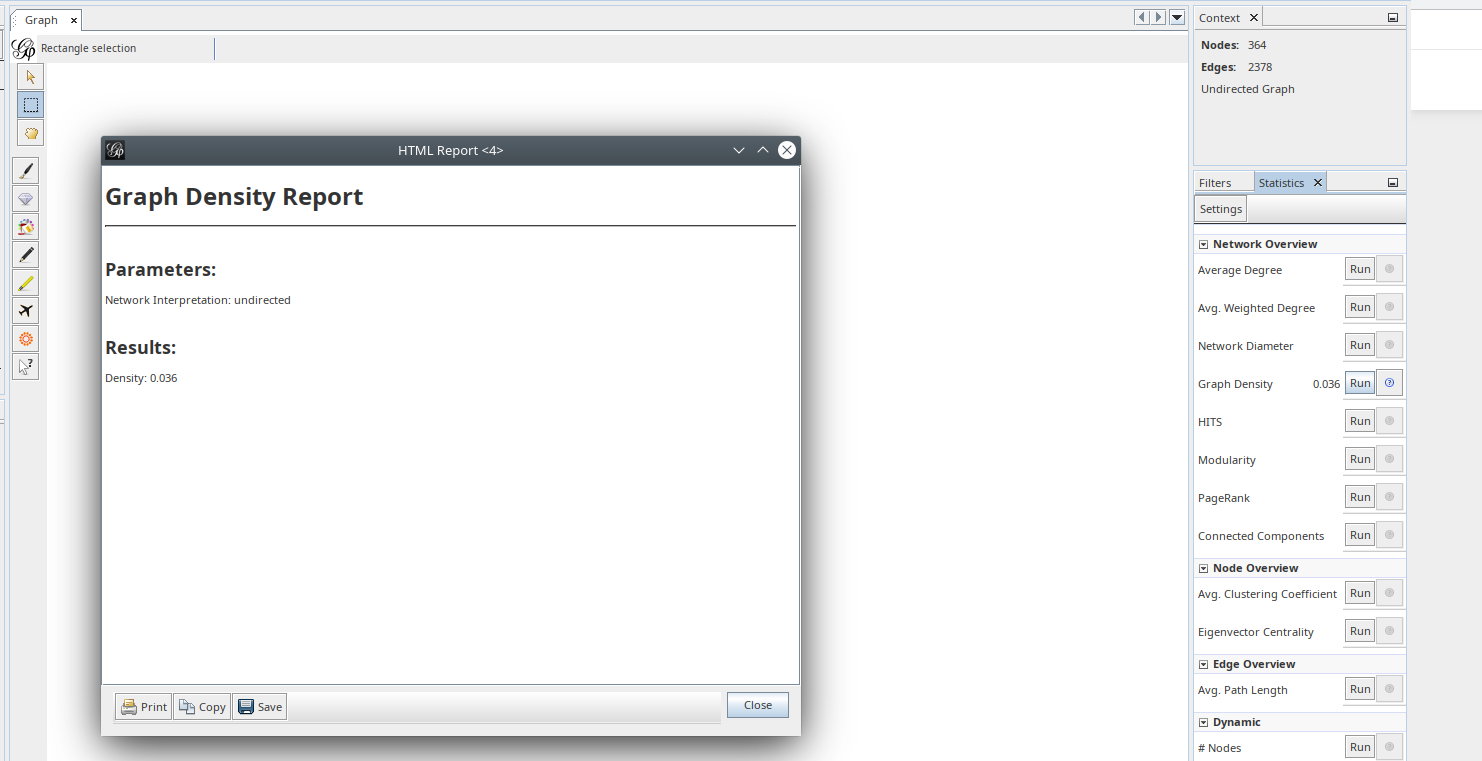 Graph
Rectangle selection
HTML Report <4>
Graph Density Report
Parameters:
Network Interpretation: undirected
Results:
Density: 0.036
Print Copy Save
Close
Context
Nodes: 364
Edges: 2378
Undirected Graph
Filters Statistics
Settings
Network Overview
Average Degree Run
Avg. Weighted Degree Run
Network Diameter Run
Graph Density 0.036 Run
HITS Run
Modularity Run
PageRank Run
Connected Components Run
Node Overview
Avg. Clustering Coefficient Run
Eigenvector Centrality Run
Edge Overview
Avg. Path Length Run
Dynamic
# Nodes Run